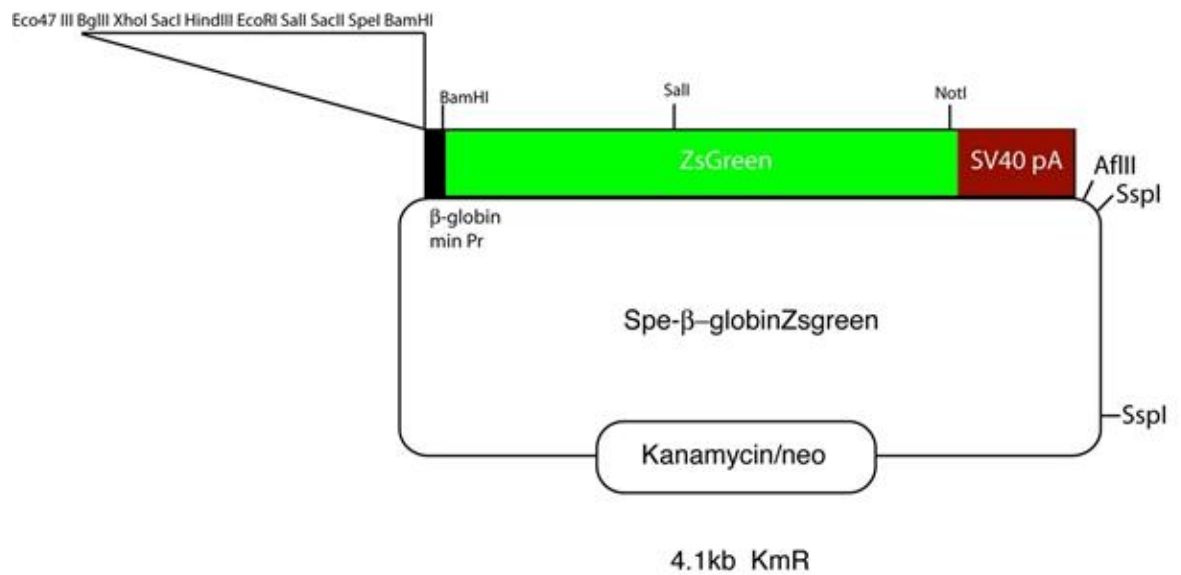 Eco47 III BglII XhoI SacI HindIII EcoRI SalI SacII SpeI BamHI
BamHI
SalI
NotI
ZsGreen
SV40 pA
AflII
SspI
β-globin
min Pr
Spe-β–globinZsgreen
SspI
Kanamycin/neo
4.1kb KmR